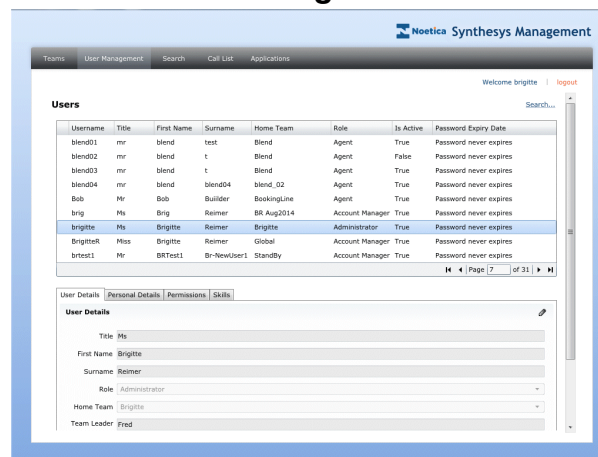 Noetica Synthesys Management
Teams User Management Search Call List Applications
Welcome brigitte | logout
Users Search...
Username Title First Name Surname Home Team Role Is Active Password Expiry Date
blend01 mr blend test Blend Agent True Password never expires
blend02 mr blend t Blend Agent False Password never expires
blend03 mr blend t Blend Agent True Password never expires
blend04 mr blend blend04 blend_02 Agent True Password never expires
Bob Mr Bob Buiilder BookingLine Agent True Password never expires
brig Ms Brig Reimer BR Aug2014 Account Manager True Password never expires
brigitte Ms Brigitte Reimer Brigitte Administrator True Password never expires
BrigitteR Miss Brigitte Reimer Global Account Manager True Password never expires
brtest1 Mr BRTest1 Br-NewUser1 StandBy Account Manager True Password never expires
Page 7 of 31
User Details Personal Details Permissions Skills
User Details
Title Ms
First Name Brigitte
Surname Reimer
Role Administrator
Home Team Brigitte
Team Leader Fred